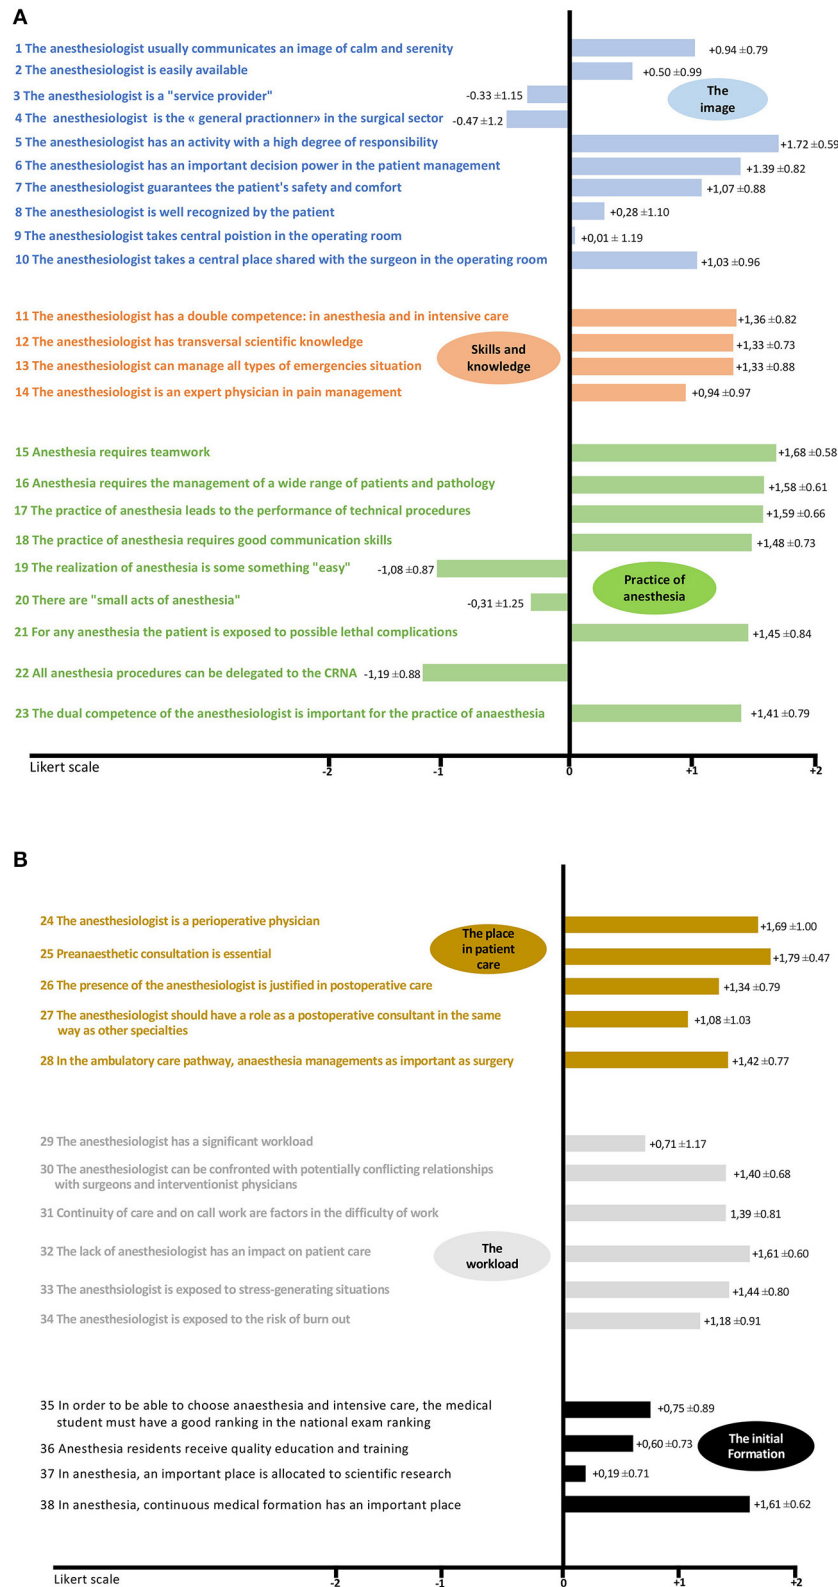 A
1 The anesthesiologist usually communicates an image of calm and serenity
+0.94 ±0.79
2 The anesthesiologist is easily available
+0.50 ±0.99
3 The anesthesiologist is a "service provider"
-0.33 ±1.15
The
image
4 The anesthesiologist is the « general practionner» in the surgical sector
-0.47 ±1.2
5 The anesthesiologist has an activity with a high degree of responsibility
+1.72 ±0.59
6 The anesthesiologist has an important decision power in the patient management
+1.39 ±0.82
7 The anesthesiologist guarantees the patient's safety and comfort
+1,07 ±0.88
8 The anesthesiologist is well recognized by the patient
+0,28 ±1.10
9 The anesthesiologist takes central poistion in the operating room
+0,01 ± 1.19
10 The anesthesiologist takes a central place shared with the surgeon in the operating room
+1,03 ±0.96
11 The anesthesiologist has a double competence: in anesthesia and in intensive care
+1,36 ±0.82
12 The anesthesiologist has transversal scientific knowledge
+1,33 ±0.73
Skills and
knowledge
13 The anesthesiologist can manage all types of emergencies situation
+1,33 ±0.88
14 The anesthesiologist is an expert physician in pain management
+0,94 ±0.97
15 Anesthesia requires teamwork
+1,68 ±0.58
16 Anesthesia requires the management of a wide range of patients and pathology
+1,58 ±0.61
17 The practice of anesthesia leads to the performance of technical procedures
+1,59 ±0.66
18 The practice of anesthesia requires good communication skills
+1,48 ±0.73
19 The realization of anesthesia is some something "easy"
-1,08 ±0.87
Practice of
anesthesia
20 There are "small acts of anesthesia"
-0,31 ±1.25
21 For any anesthesia the patient is exposed to possible lethal complications
+1,45 ±0.84
22 All anesthesia procedures can be delegated to the CRNA
-1,19 ±0.88
23 The dual competence of the anesthesiologist is important for the practice of anaesthesia
+1,41 ±0.79
Likert scale
-2
-1
0
+1
+2
B
24 The anesthesiologist is a perioperative physician
+1,69 ±1.00
The place
in patient
care
25 Preanaesthetic consultation is essential
+1,79 ±0.47
26 The presence of the anesthesiologist is justified in postoperative care
+1,34 ±0.79
27 The anesthesiologist should have a role as a postoperative consultant in the same
way as other specialties
+1,08 ±1.03
28 In the ambulatory care pathway, anaesthesia managements as important as surgery
+1,42 ±0.77
29 The anesthesiologist has a significant workload
+0,71 ±1.17
30 The anesthesiologist can be confronted with potentially conflicting relationships
with surgeons and interventionist physicians
+1,40 ±0.68
31 Continuity of care and on call work are factors in the difficulty of work
1,39 ±0.81
32 The lack of anesthesiologist has an impact on patient care
+1,61 ±0.60
The
workload
33 The anesthsiologist is exposed to stress-generating situations
+1,44 ±0.80
34 The anesthesiologist is exposed to the risk of burn out
+1,18 ±0.91
35 In order to be able to choose anaesthesia and intensive care, the medical
student must have a good ranking in the national exam ranking
+0,75 ±0.89
36 Anesthesia residents receive quality education and training
+0,60 ±0.73
The initial
Formation
37 In anesthesia, an important place is allocated to scientific research
+0,19 ±0.71
38 In anesthesia, continuous medical formation has an important place
+1,61 ±0.62
Likert scale
-2
-1
0
+1
+2